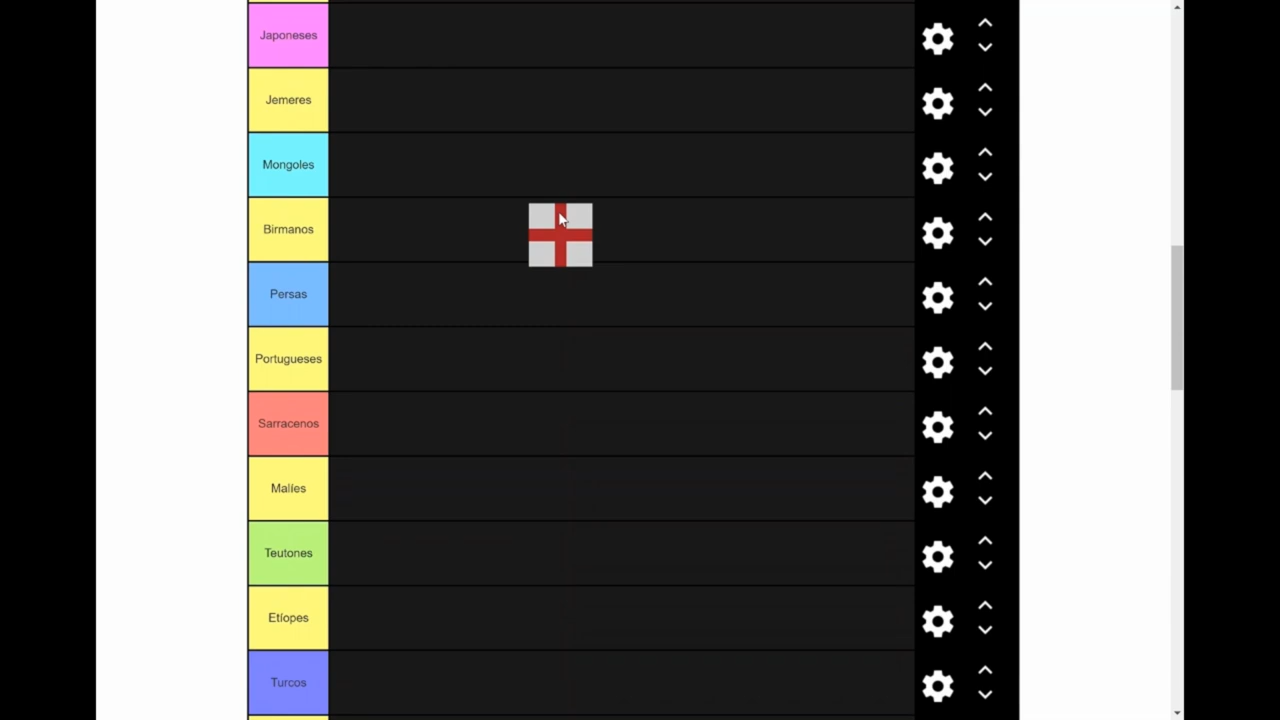 Japoneses
Jemeres
Mongoles
Birmanos
Persas
Portugueses
Sarracenos
Malíes
Teutones
Etíopes
Turcos